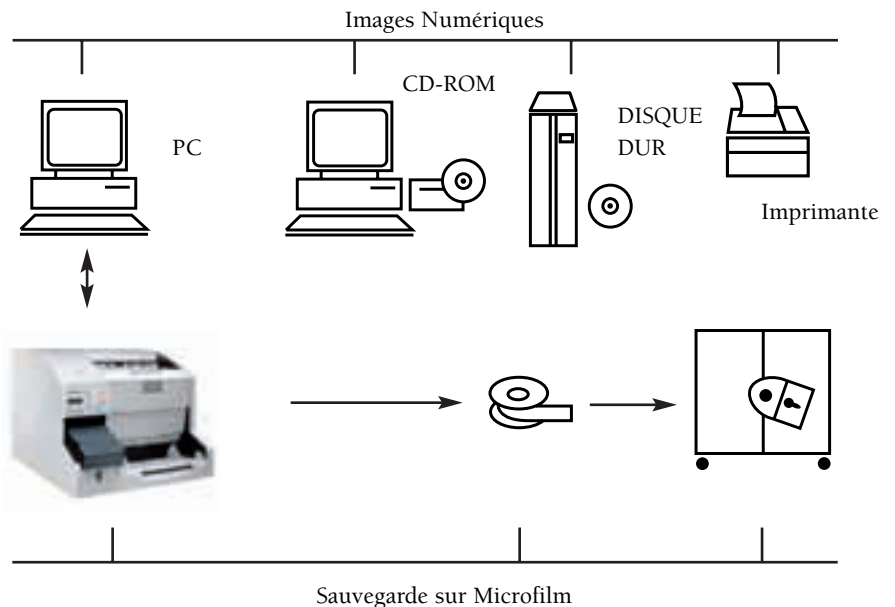 Images Numériques
CD-ROM
PC
DISQUE
DUR
Imprimante
Sauvegarde sur Microfilm